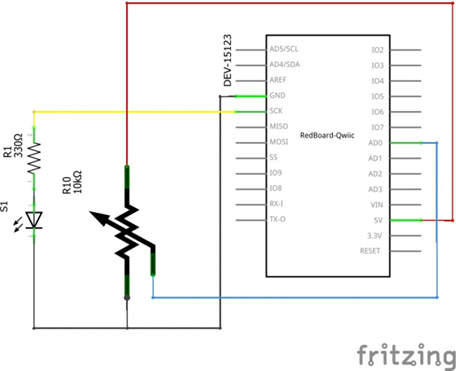 DEV-15123
AD5/SCL
AD4/SDA
AREF
GND
SCK
MISO
MOSI
SS
IO9
IO8
RX-I
TX-O
RedBoard-Qwiic
IO2
IO3
IO4
IO5
IO6
IO7
AD0
AD1
AD2
AD3
VIN
5V
3.3V
RESET
R1
330Ω
R10
10kΩ
S1
fritzing